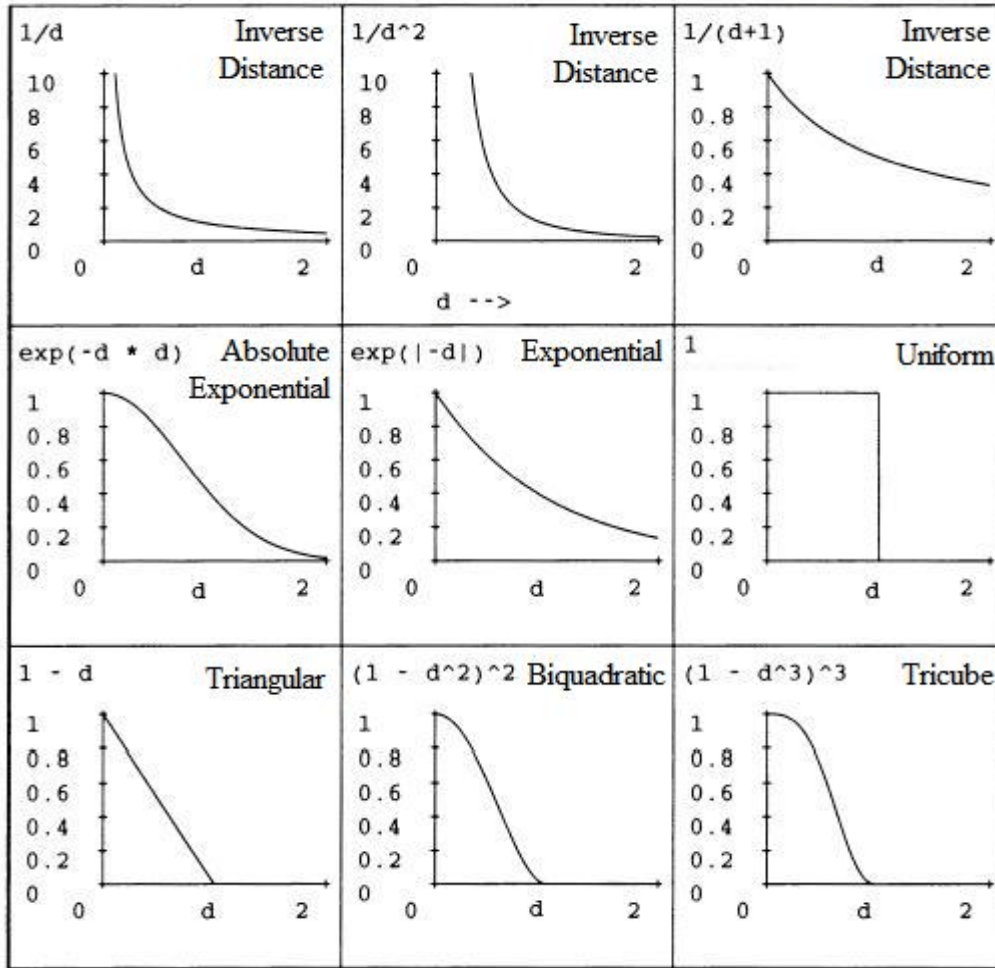 1/d Inverse
Distance
10
8
6
4
2
0
0 d 2
1/d^2 Inverse
Distance
10
8
6
4
2
0
0 2
d -->
1/(d+1) Inverse
Distance
1
0.8
0.6
0.4
0.2
0
0 d 2
exp(-d * d) Absolute
Exponential
1
0.8
0.6
0.4
0.2
0
0 d 2
exp(|-d|) Exponential
1
0.8
0.6
0.4
0.2
0
0 d 2
1 Uniform
1
0.8
0.6
0.4
0.2
0
0 d 2
1 - d Triangular
1
0.8
0.6
0.4
0.2
0
0 d 2
(1 - d^2)^2 Biquadratic
1
0.8
0.6
0.4
0.2
0
0 d 2
(1 - d^3)^3 Tricube
1
0.8
0.6
0.4
0.2
0
0 d 2